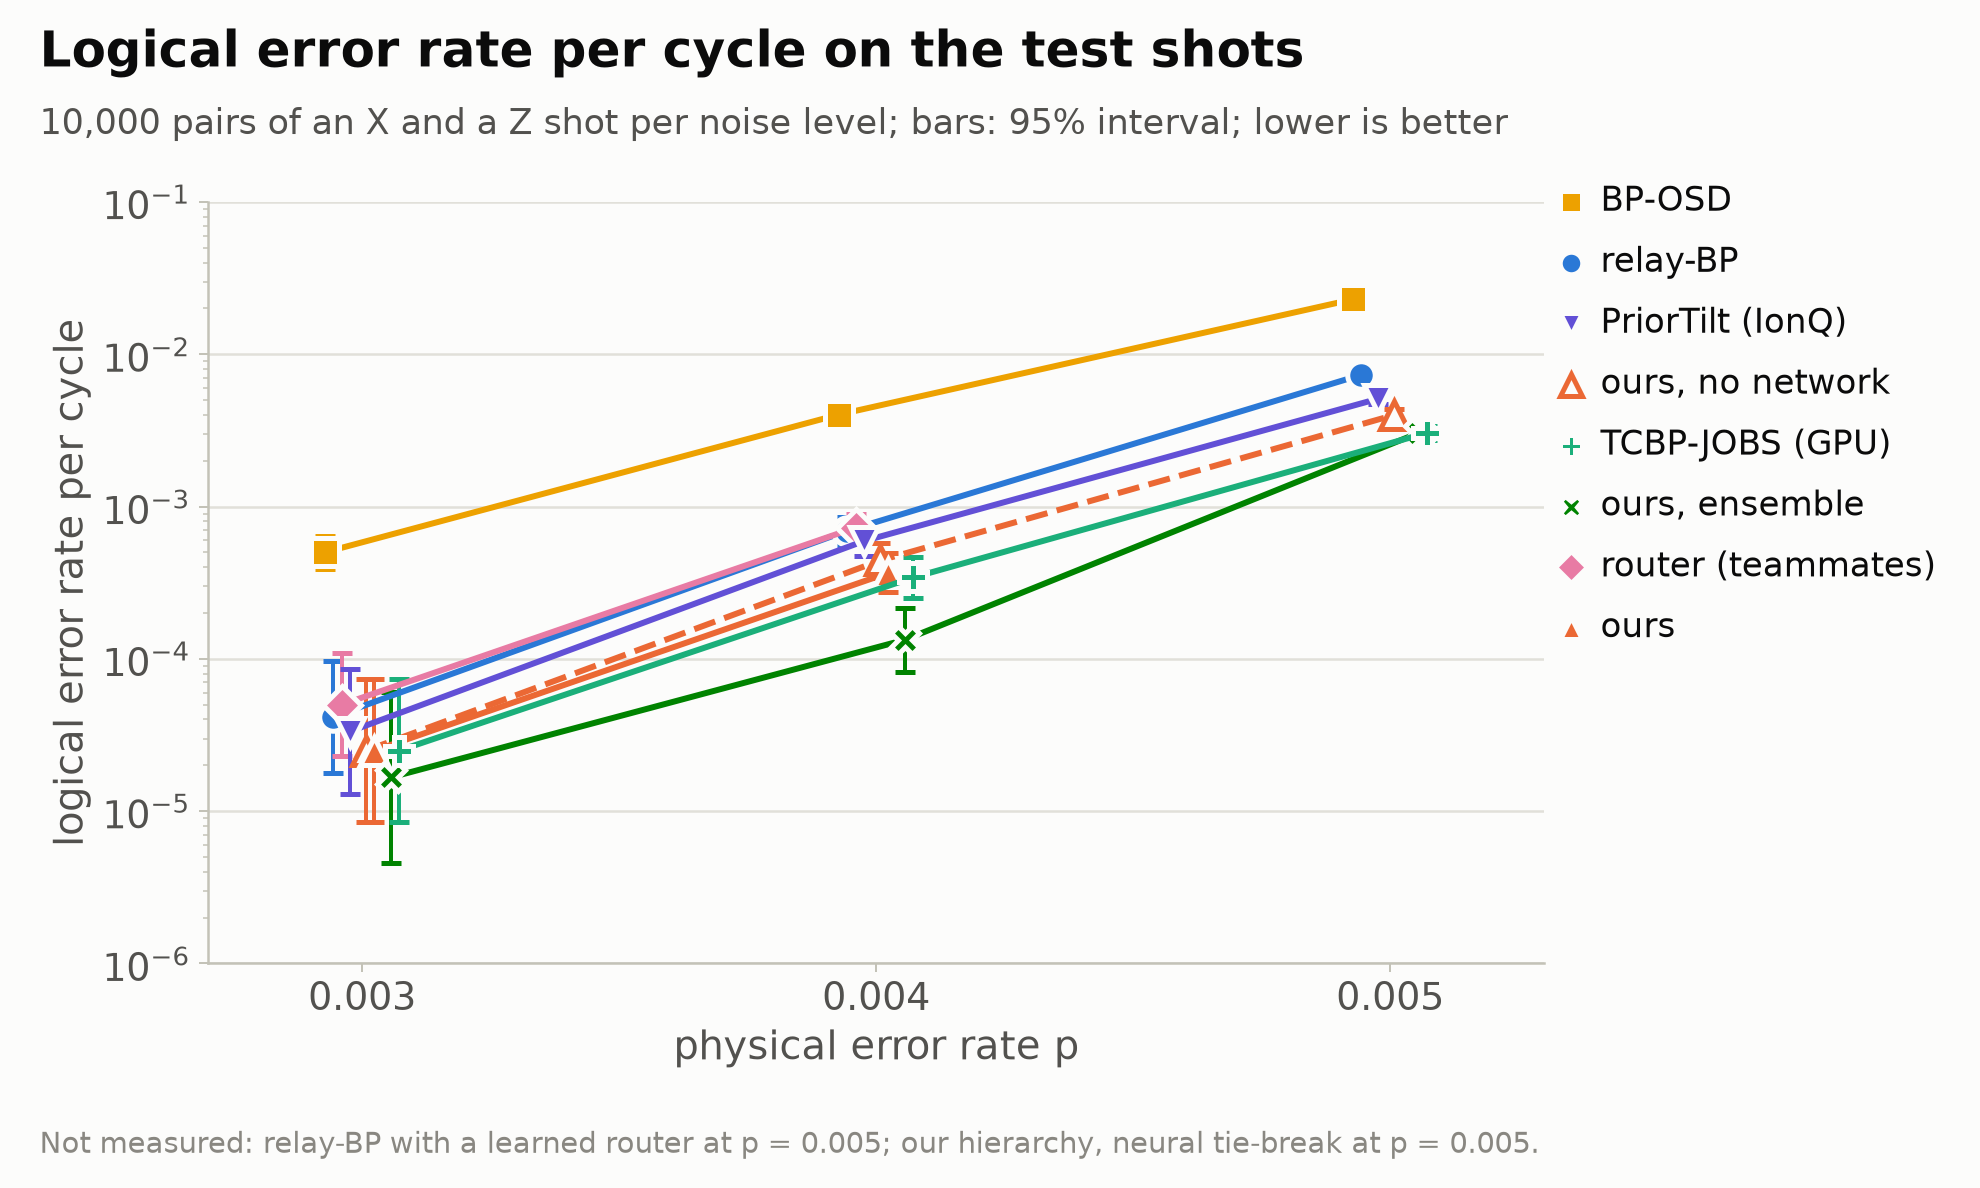 Logical error rate per cycle on the test shots
10,000 pairs of an X and a Z shot per noise level; bars: 95% interval; lower is better
10⁻¹
10⁻²
10⁻³
10⁻⁴
10⁻⁵
10⁻⁶
logical error rate per cycle
0.003
0.004
0.005
physical error rate p
BP-OSD
relay-BP
PriorTilt (IonQ)
ours, no network
TCBP-JOBS (GPU)
ours, ensemble
router (teammates)
ours
Not measured: relay-BP with a learned router at p = 0.005; our hierarchy, neural tie-break at p = 0.005.